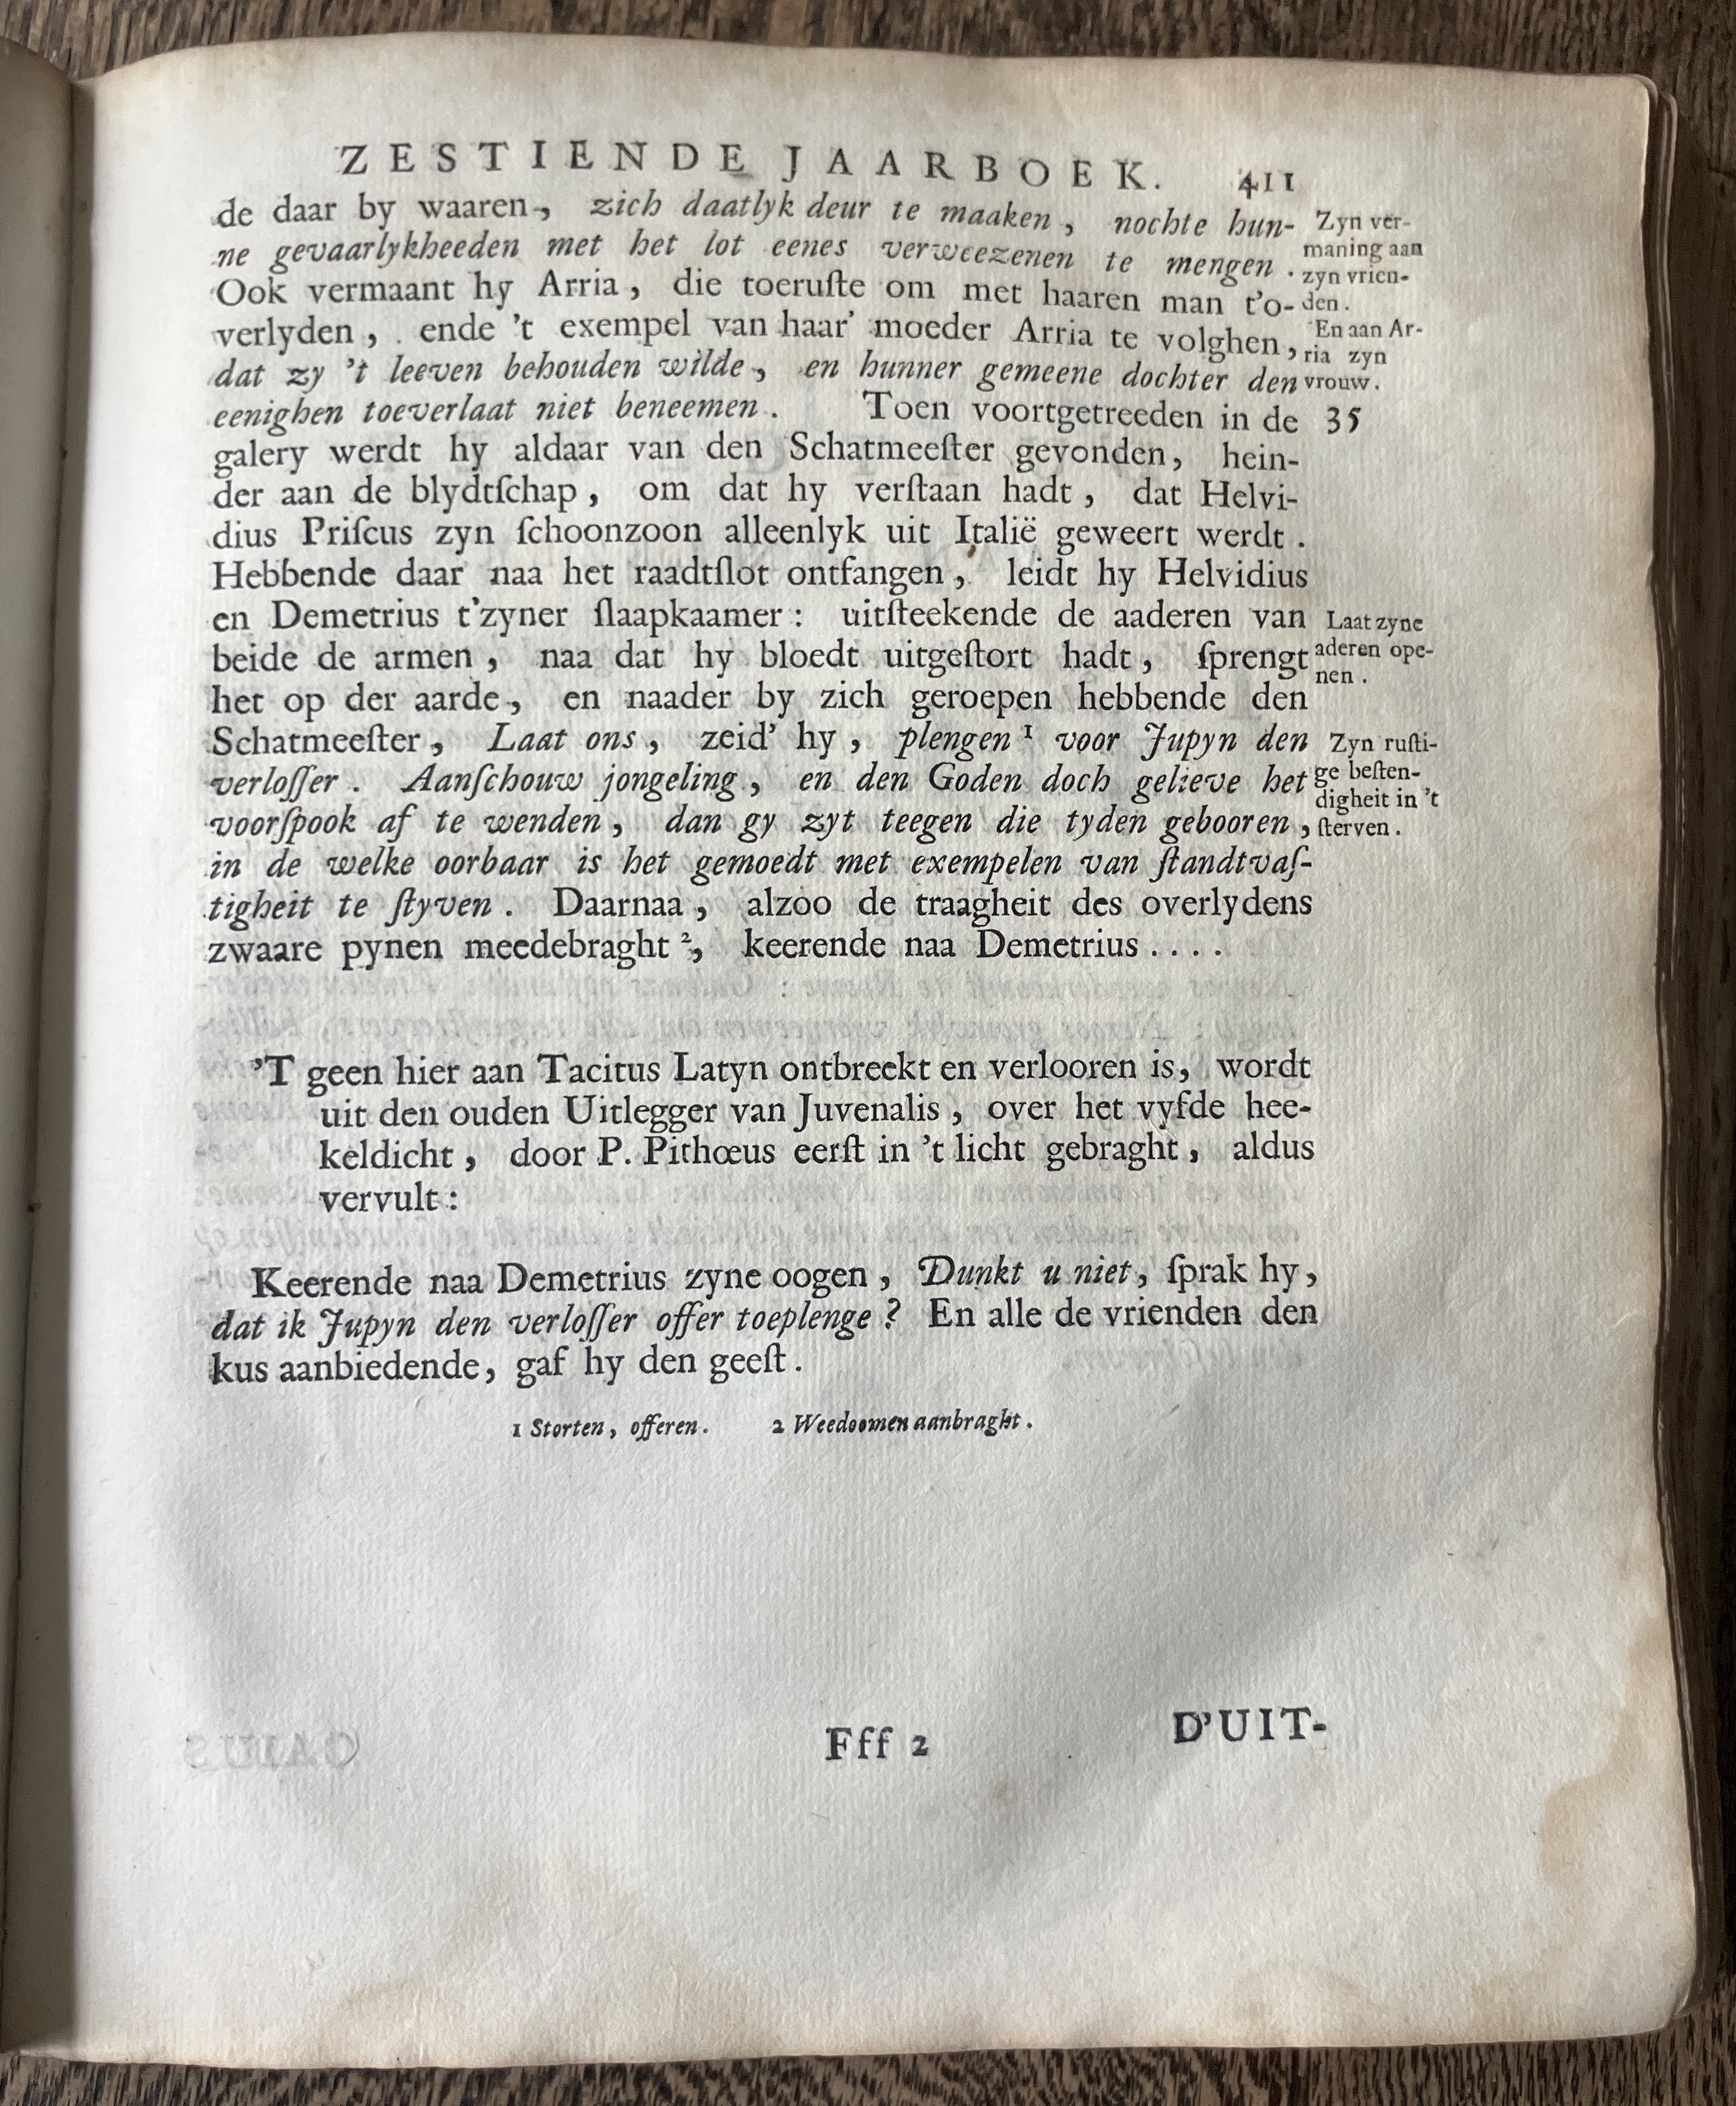 ZESTIENDE JAARBOEK. 411
de daar by waaren, zich daatlyk deur te maaken, nochte hun-
ne gevaarlykheeden met het lot eenes verweezenen te mengen.
Ook vermaant hy Arria, die toeruſte om met haaren man t'o-
verlyden, ende 't exempel van haar' moeder Arria te volghen,
dat zy 't leeven behouden wilde, en hunner gemeene dochter den
eenighen toeverlaat niet beneemen. Toen voortgetreeden in de
galery werdt hy aldaar van den Schatmeeſter gevonden, hein-
der aan de blydtſchap, om dat hy verſtaan hadt, dat Helvi-
dius Priſcus zyn ſchoonzoon alleenlyk uit Italië geweert werdt.
Hebbende daar naa het raadtſlot ontfangen, leidt hy Helvidius
en Demetrius t'zyner ſlaapkaamer: uitſteekende de aaderen van
beide de armen, naa dat hy bloedt uitgeſtort hadt, ſprengt
het op der aarde, en naader by zich geroepen hebbende den
Schatmeeſter, Laat ons, zeid' hy, plengen 1 voor Jupyn den
verloſſer. Aanſchouw jongeling, en den Goden doch gelieve het
voorſpook af te wenden, dan gy zyt teegen die tyden gebooren,
in de welke oorbaar is het gemoedt met exempelen van ſtandtvaſ-
tigheit te ſtyven. Daarnaa, alzoo de traagheit des overlydens
zwaare pynen meedebraght 2, keerende naa Demetrius....
Zyn ver-
maning aan
zyn vrien-
den.
En aan Ar-
ria zyn
vrouw.
35
Laat zyne
aderen ope-
nen.
Zyn ruſti-
ge beſten-
digheit in 't
ſterven.
'T geen hier aan Tacitus Latyn ontbreekt en verlooren is, wordt
uit den ouden Uitlegger van Juvenalis, over het vyfde hee-
keldicht, door P. Pithœus eerſt in 't licht gebraght, aldus
vervult:
Keerende naa Demetrius zyne oogen, Dunkt u niet, ſprak hy,
dat ik Jupyn den verloſſer offer toeplenge? En alle de vrienden den
kus aanbiedende, gaf hy den geeſt.
1 Storten, offeren. 2 Weedoomen aanbraght.
Fff 2 D'UIT-